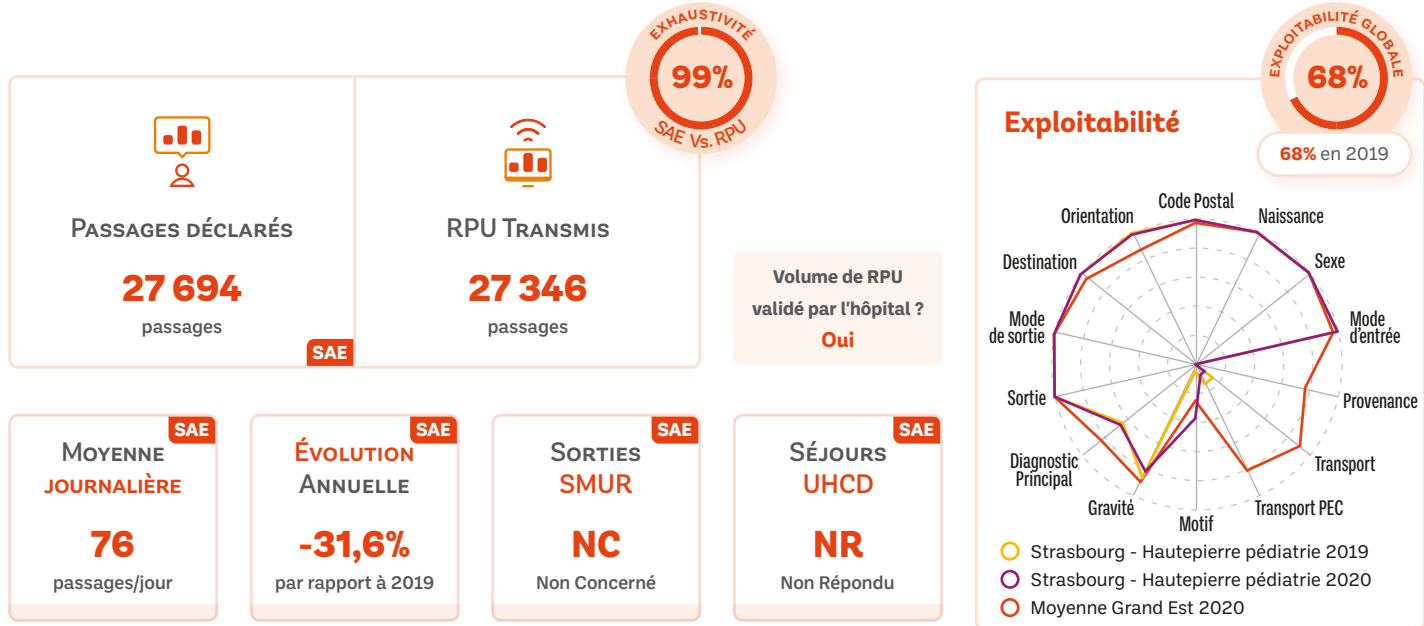 EXHAUSTIVITÉ
99%
SAE Vs. RPU
PASSAGES DÉCLARÉS
27 694
passages
SAE
RPU TRANSMIS
27 346
passages
Volume de RPU
validé par l'hôpital ?
Oui
SAE
MOYENNE
JOURNALIÈRE
76
passages/jour
SAE
ÉVOLUTION
ANNUELLE
-31,6%
par rapport à 2019
SAE
SORTIES
SMUR
NC
Non Concerné
SAE
SÉJOURS
UHCD
NR
Non Répondu
EXPLOITABILITÉ GLOBALE
68%
68% en 2019
Exploitabilité
Code Postal
Naissance
Sexe
Mode
d'entrée
Provenance
Transport
Transport PEC
Motif
Gravité
Diagnostic
Principal
Sortie
Mode
de sortie
Destination
Orientation
Strasbourg - Hautepierre pédiatrie 2019
Strasbourg - Hautepierre pédiatrie 2020
Moyenne Grand Est 2020